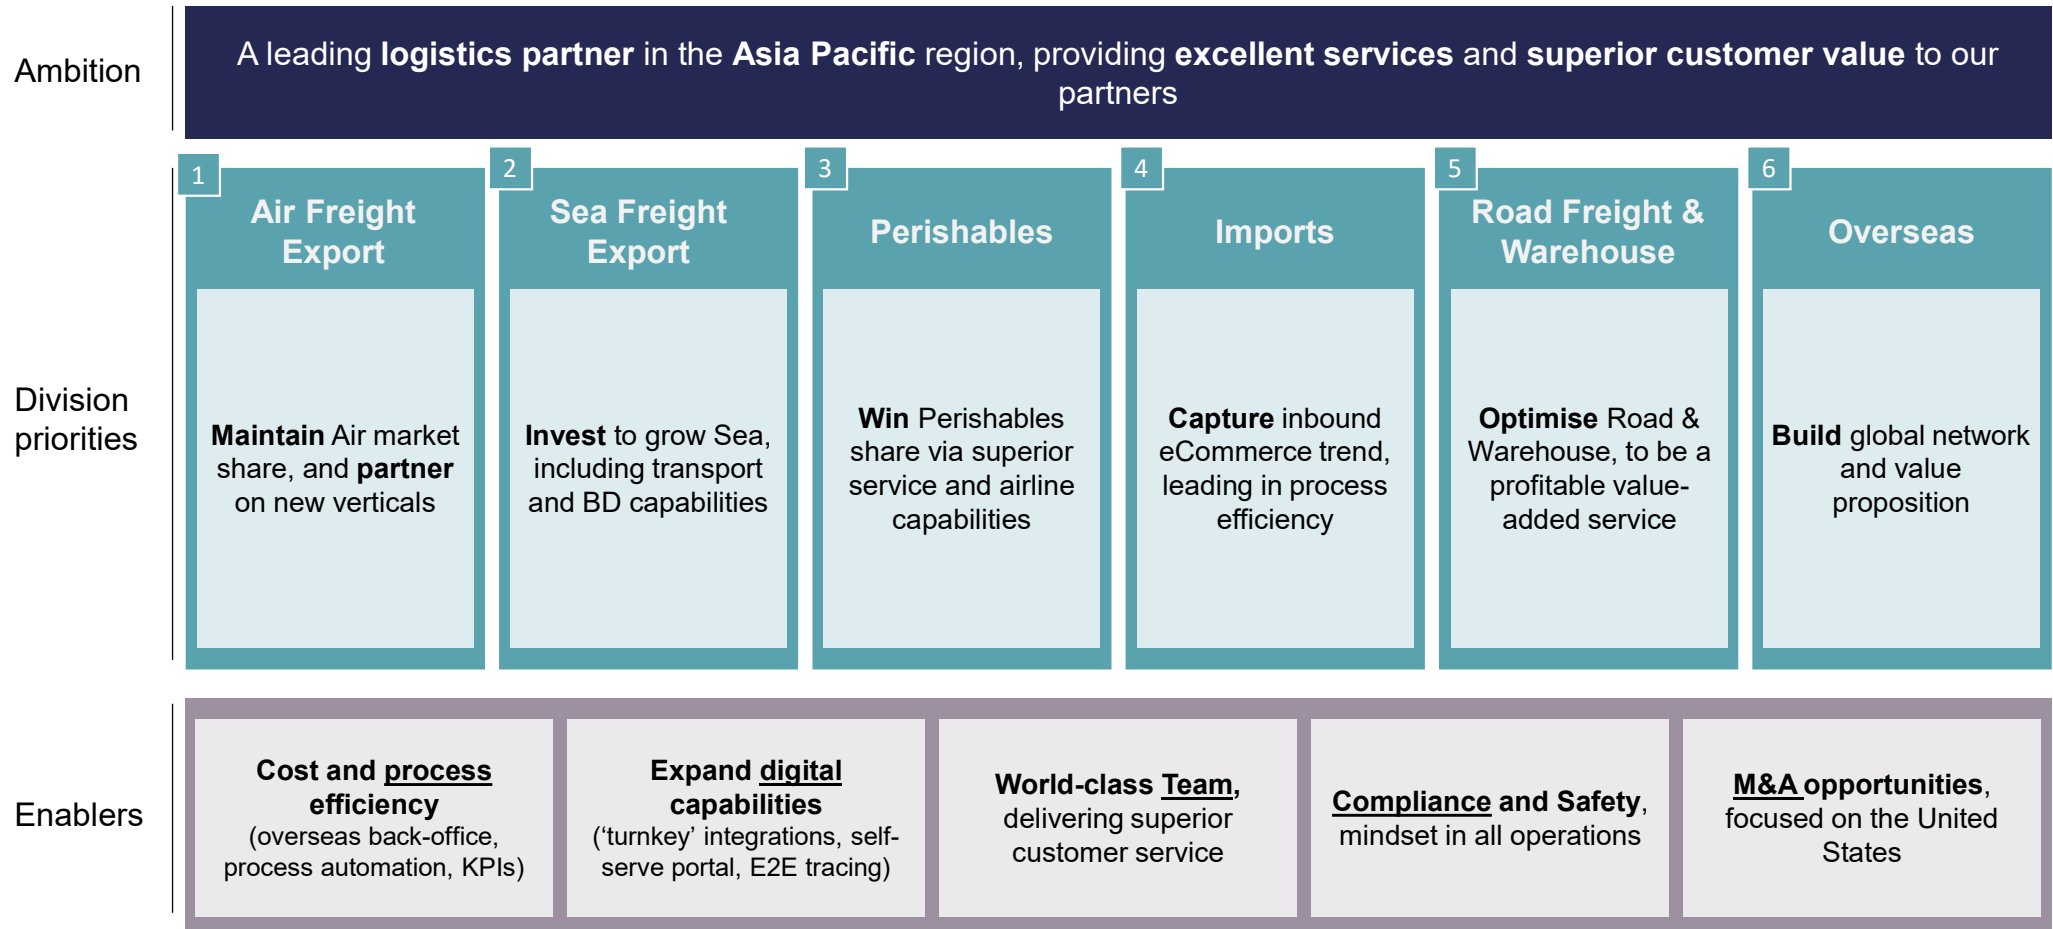 Ambition
A leading logistics partner in the Asia Pacific region, providing excellent services and superior customer value to our
partners
Division
priorities
1
Air Freight
Export
Maintain Air market
share, and partner
on new verticals
2
Sea Freight
Export
Invest to grow Sea,
including transport
and BD capabilities
3
Perishables
Win Perishables
share via superior
service and airline
capabilities
4
Imports
Capture inbound
eCommerce trend,
leading in process
efficiency
5
Road Freight &
Warehouse
Optimise Road &
Warehouse, to be a
profitable value-
added service
6
Overseas
Build global network
and value
proposition
Enablers
Cost and process
efficiency
(overseas back-office,
process automation, KPIs)
Expand digital
capabilities
(‘turnkey’ integrations, self-
serve portal, E2E tracing)
World-class Team,
delivering superior
customer service
Compliance and Safety,
mindset in all operations
M&A opportunities,
focused on the United
States